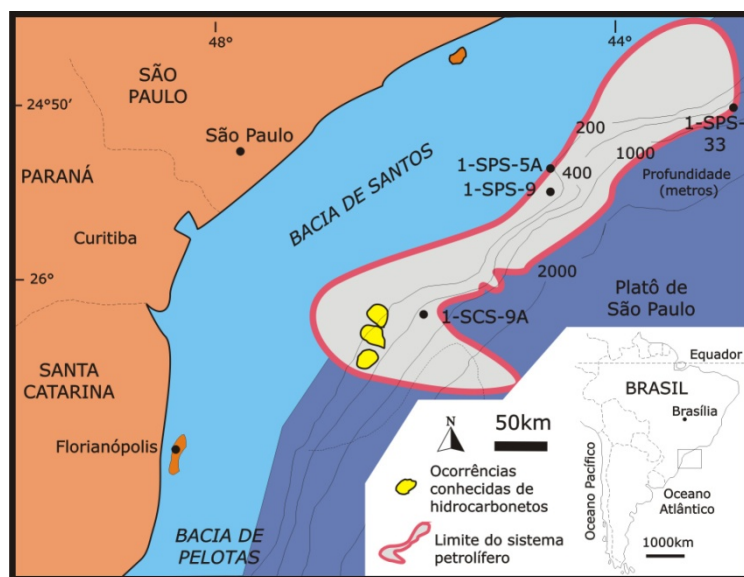 48°
44°
SÃO
PAULO
24°50’
São Paulo
200
1-SPS-
33
1-SPS-5A
400
1000
1-SPS-9
Profundidade
(metros)
PARANÁ
BACIA DE SANTOS
Curitiba
26°
2000
Platô de
São Paulo
1-SCS-9A
SANTA
CATARINA
Florianópolis
BACIA DE
PELOTAS
N
50km
Ocorrências
conhecidas de
hidrocarbonetos
Limite do sistema
petrolífero
Equador
BRASIL
Brasília
Oceano Pacífico
Oceano
Atlântico
1000km